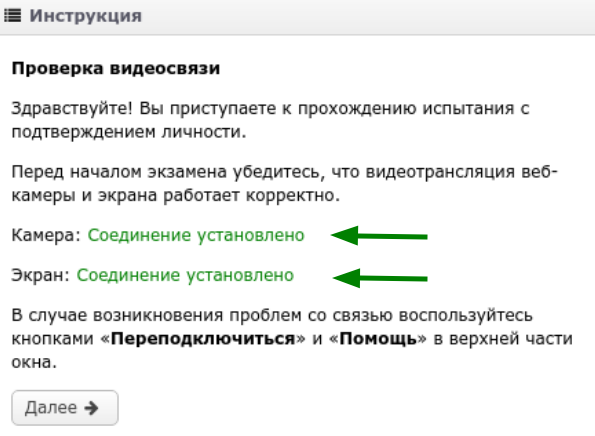 Инструкция
Проверка видеосвязи
Здравствуйте! Вы приступаете к прохождению испытания с
подтверждением личности.
Перед началом экзамена убедитесь, что видеотрансляция веб-
камеры и экрана работает корректно.
Камера: Соединение установлено
Экран: Соединение установлено
В случае возникновения проблем со связью воспользуйтесь
кнопками «Переподключиться» и «Помощь» в верхней части
окна.
Далее